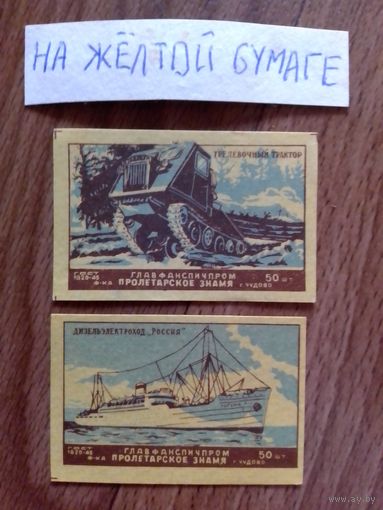 НА ЖЁЛТОЙ БУМАГЕ
ТРЕЛЕВОЧНЫЙ ТРАКТОР
ГОСТ
1820-45
ГЛАВФАНСПИЧПРОМ
50 ШТ.
Ф-КА ПРОЛЕТАРСКОЕ ЗНАМЯ Г. ЧУДОВО
ДИЗЕЛЬЭЛЕКТРОХОД „РОССИЯ"
ГОСТ
1820-45
ГЛАВФАНСПИЧПРОМ
50 ШТ.
Ф-КА ПРОЛЕТАРСКОЕ ЗНАМЯ Г. ЧУДОВО
ay.by